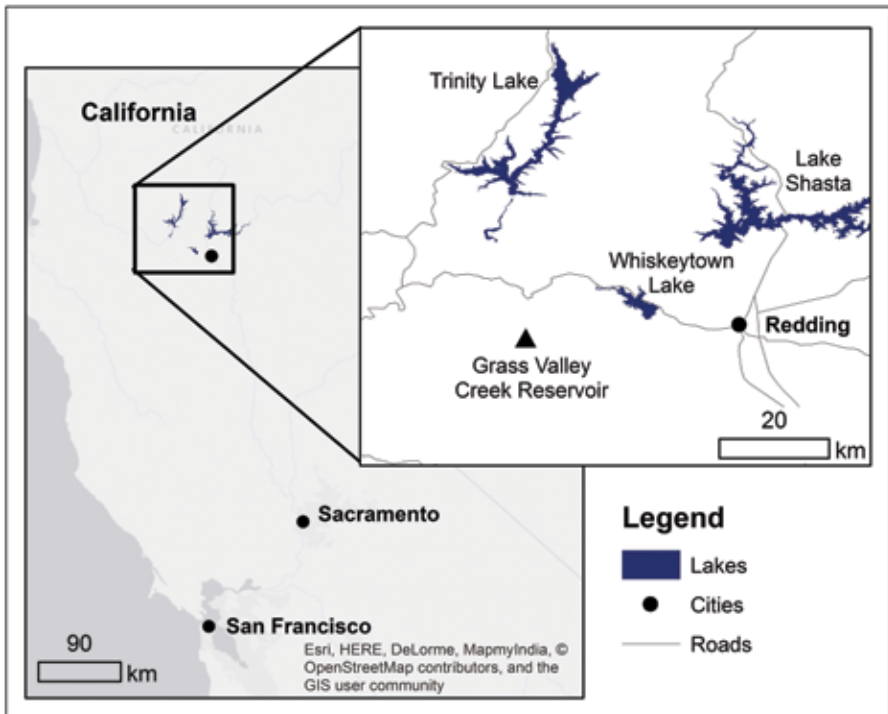 California
CALIFORNIA
Trinity Lake
Lake
Shasta
Whiskeytown
Lake
Redding
Grass Valley
Creek Reservoir
20
km
Sacramento
San Francisco
90
km
Esri, HERE, DeLorme, MapmyIndia, ©
OpenStreetMap contributors, and the
GIS user community
Legend
Lakes
Cities
Roads